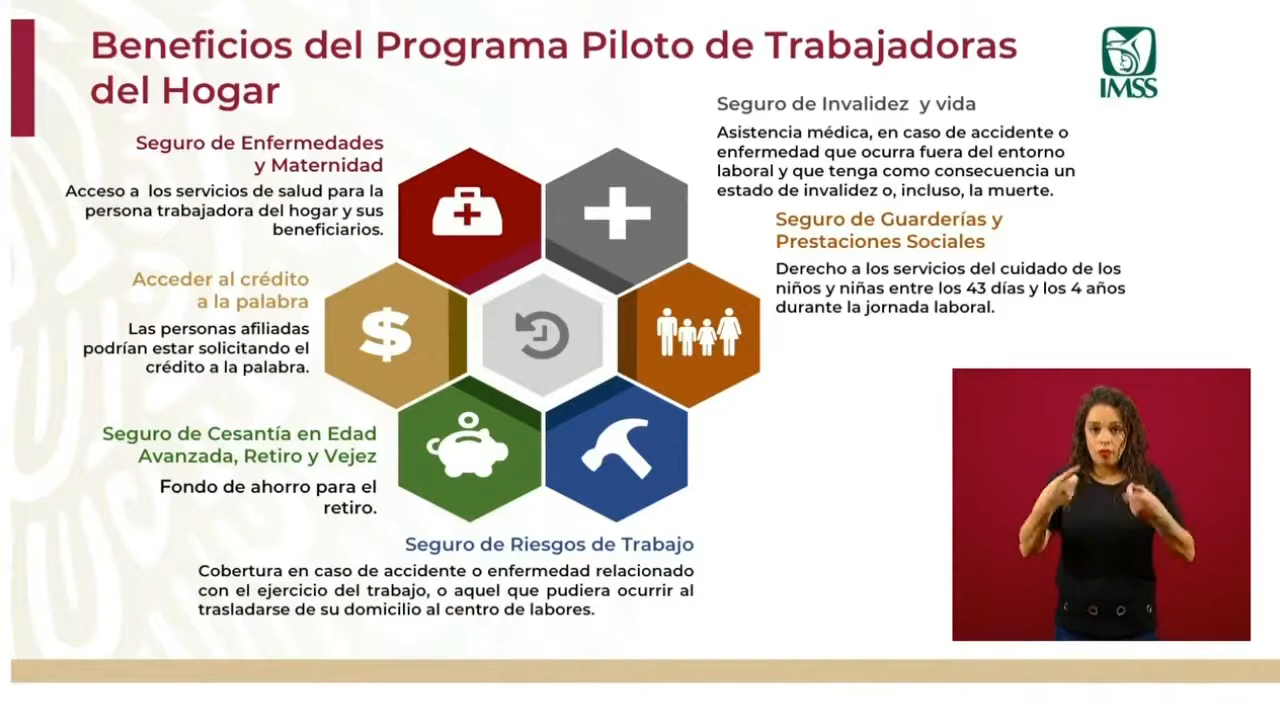 Beneficios del Programa Piloto de Trabajadoras
del Hogar
IMSS
Seguro de Enfermedades
y Maternidad
Acceso a los servicios de salud para la
persona trabajadora del hogar y sus
beneficiarios.
Acceder al crédito
a la palabra
Las personas afiliadas
podrían estar solicitando el
crédito a la palabra.
Seguro de Cesantía en Edad
Avanzada, Retiro y Vejez
Fondo de ahorro para el
retiro.
Seguro de Riesgos de Trabajo
Cobertura en caso de accidente o enfermedad relacionado
con el ejercicio del trabajo, o aquel que pudiera ocurrir al
trasladarse de su domicilio al centro de labores.
Seguro de Invalidez y vida
Asistencia médica, en caso de accidente o
enfermedad que ocurra fuera del entorno
laboral y que tenga como consecuencia un
estado de invalidez o, incluso, la muerte.
Seguro de Guarderías y
Prestaciones Sociales
Derecho a los servicios del cuidado de los
niños y niñas entre los 43 días y los 4 años
durante la jornada laboral.